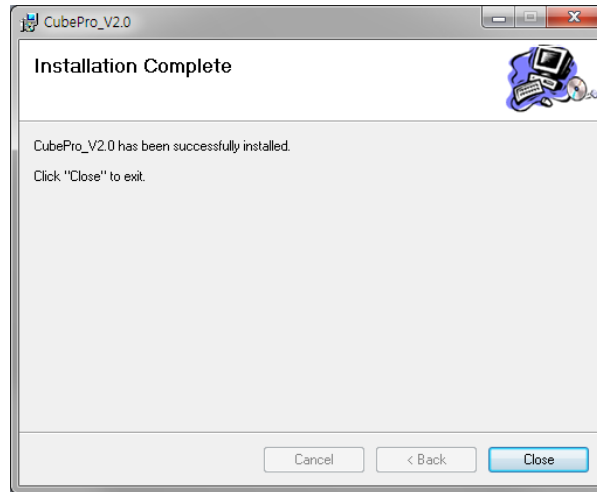 CubePro_V2.0
Installation Complete
CubePro_V2.0 has been successfully installed.
Click "Close" to exit.
Cancel
< Back
Close